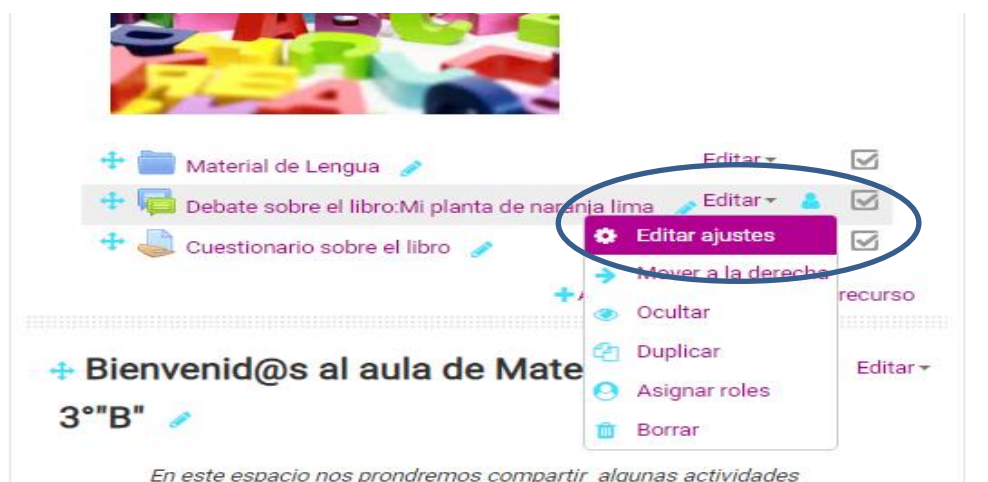 Material de Lengua Editar
Debate sobre el libro:Mi planta de naranja lima Editar
Editar ajustes
Cuestionario sobre el libro
Mover a la derecha
recurso
Ocultar
Duplicar
Bienvenid@s al aula de Mate Editar
Asignar roles
3°"B"
Borrar
En este espacio nos prondremos compartir algunas actividades